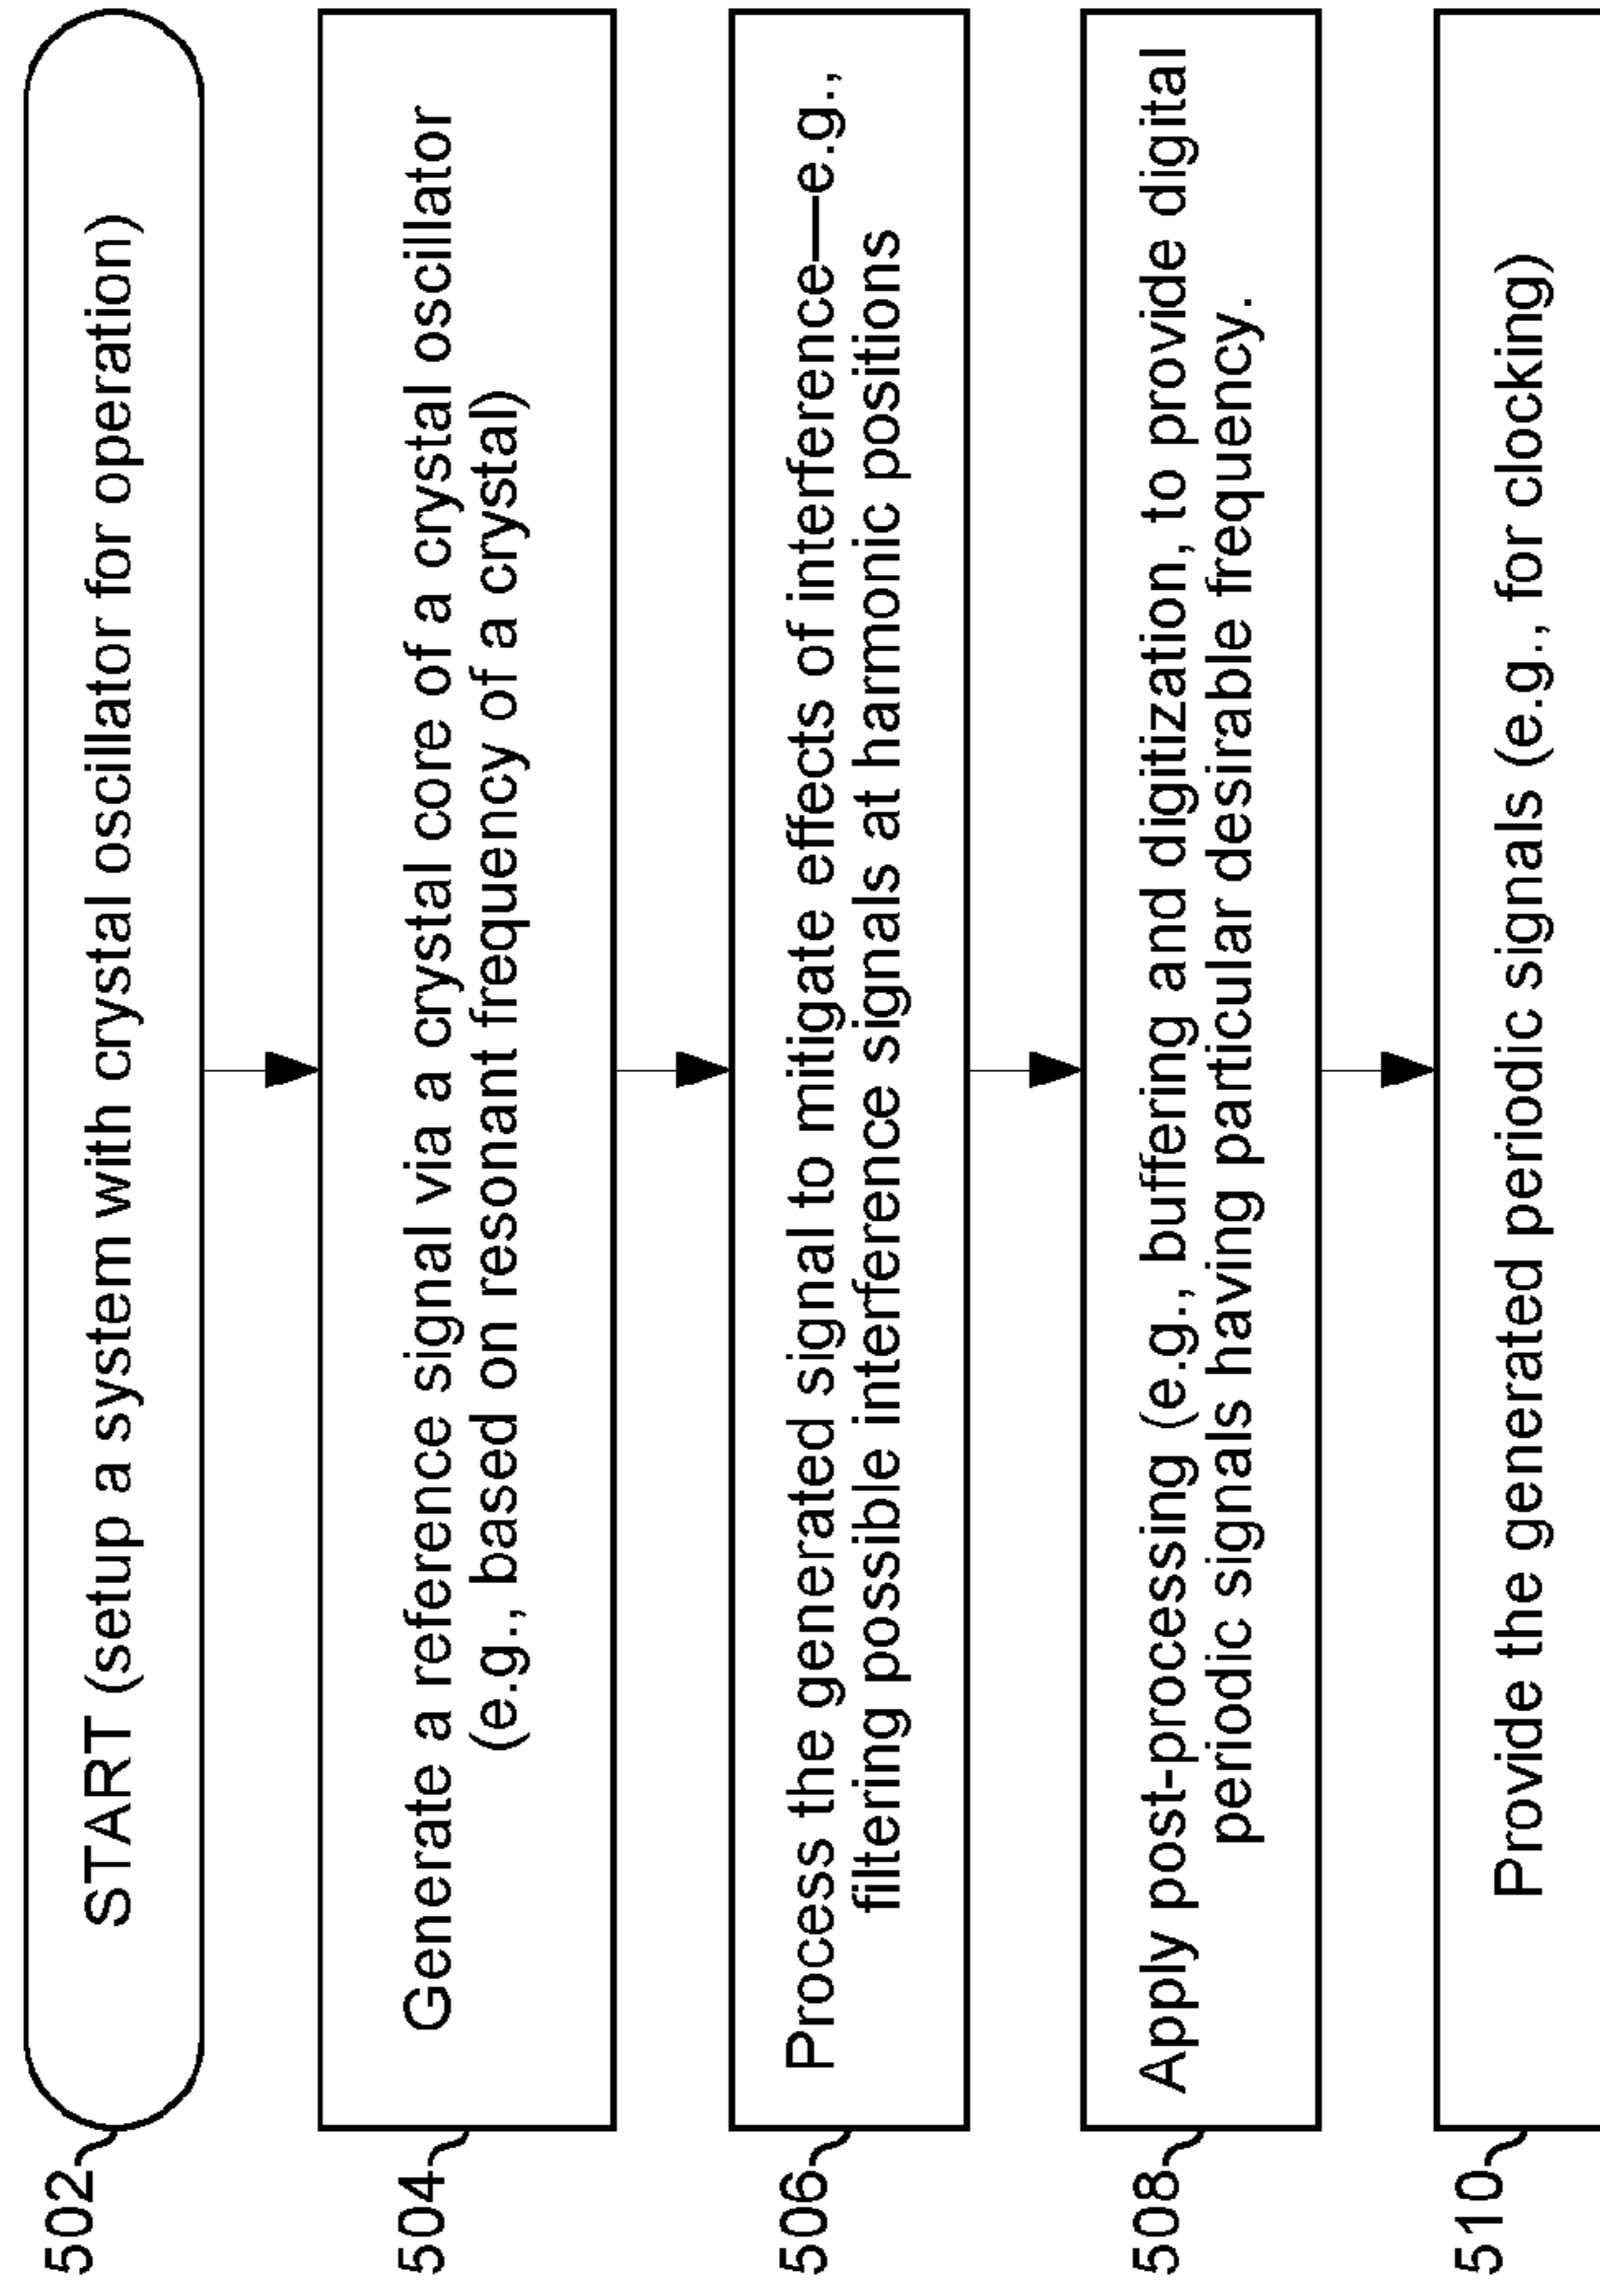 502
START (setup a system with crystal oscillator for operation)
504
Generate a reference signal via a crystal core of a crystal oscillator
(e.g., based on resonant frequency of a crystal)
506
Process the generated signal to mitigate effects of interference—e.g.,
filtering possible interference signals at harmonic positions
508
Apply post-processing (e.g., buffering and digitization, to provide digital
periodic signals having particular desirable frequency.
510
Provide the generated periodic signals (e.g., for clocking)